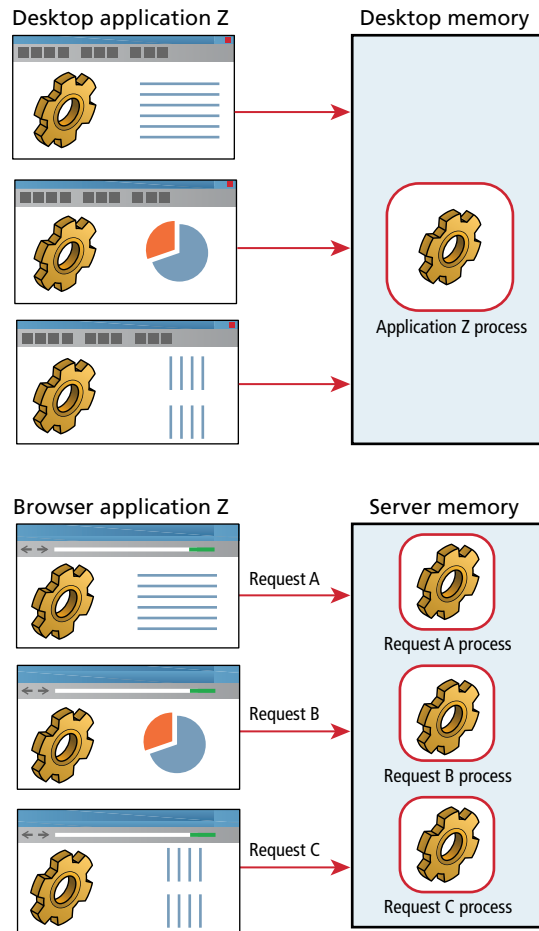 Desktop application Z
Desktop memory
Application Z process
Browser application Z
Server memory
Request A
Request A process
Request B
Request B process
Request C
Request C process